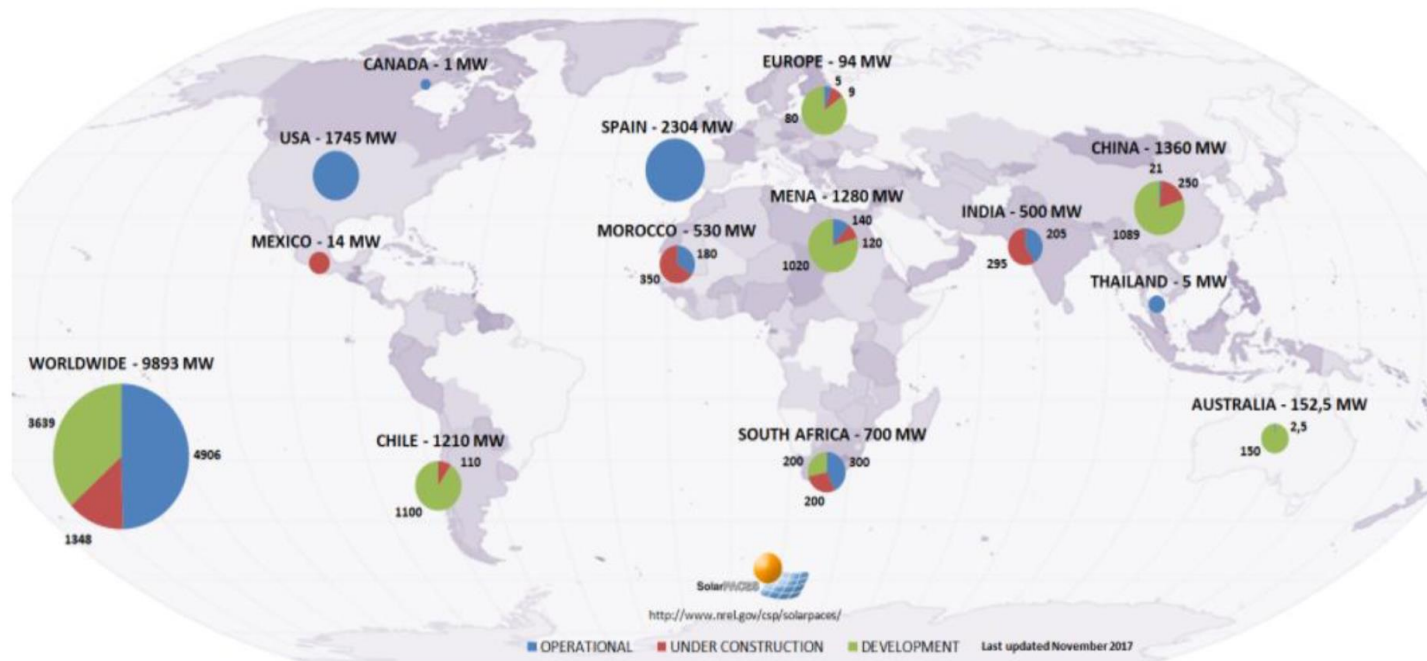 CANADA - 1 MW
EUROPE - 94 MW
5
9
80
USA - 1745 MW
SPAIN - 2304 MW
CHINA - 1360 MW
21
250
1089
MENA - 1280 MW
140
120
1020
INDIA - 500 MW
205
295
MOROCCO - 530 MW
180
350
MEXICO - 14 MW
THAILAND - 5 MW
WORLDWIDE - 9893 MW
3639
4906
1348
AUSTRALIA - 152,5 MW
2,5
150
CHILE - 1210 MW
110
1100
SOUTH AFRICA - 700 MW
200
300
200
SolarPACES
http://www.nrel.gov/csp/solarpaces/
OPERATIONAL UNDER CONSTRUCTION DEVELOPMENT Last updated November 2017